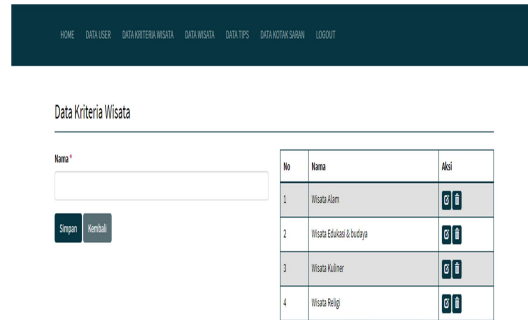 HOME DATA USER DATA KRITERIA WISATA DATA WISATA DATA TIPS DATA KOTAK SARAN LOGOUT
Data Kriteria Wisata
Nama *
Simpan Kembali
No Nama Aksi
1 Wisata Alam
2 Wisata Edukasi & budaya
3 Wisata Kuliner
4 Wisata Religi